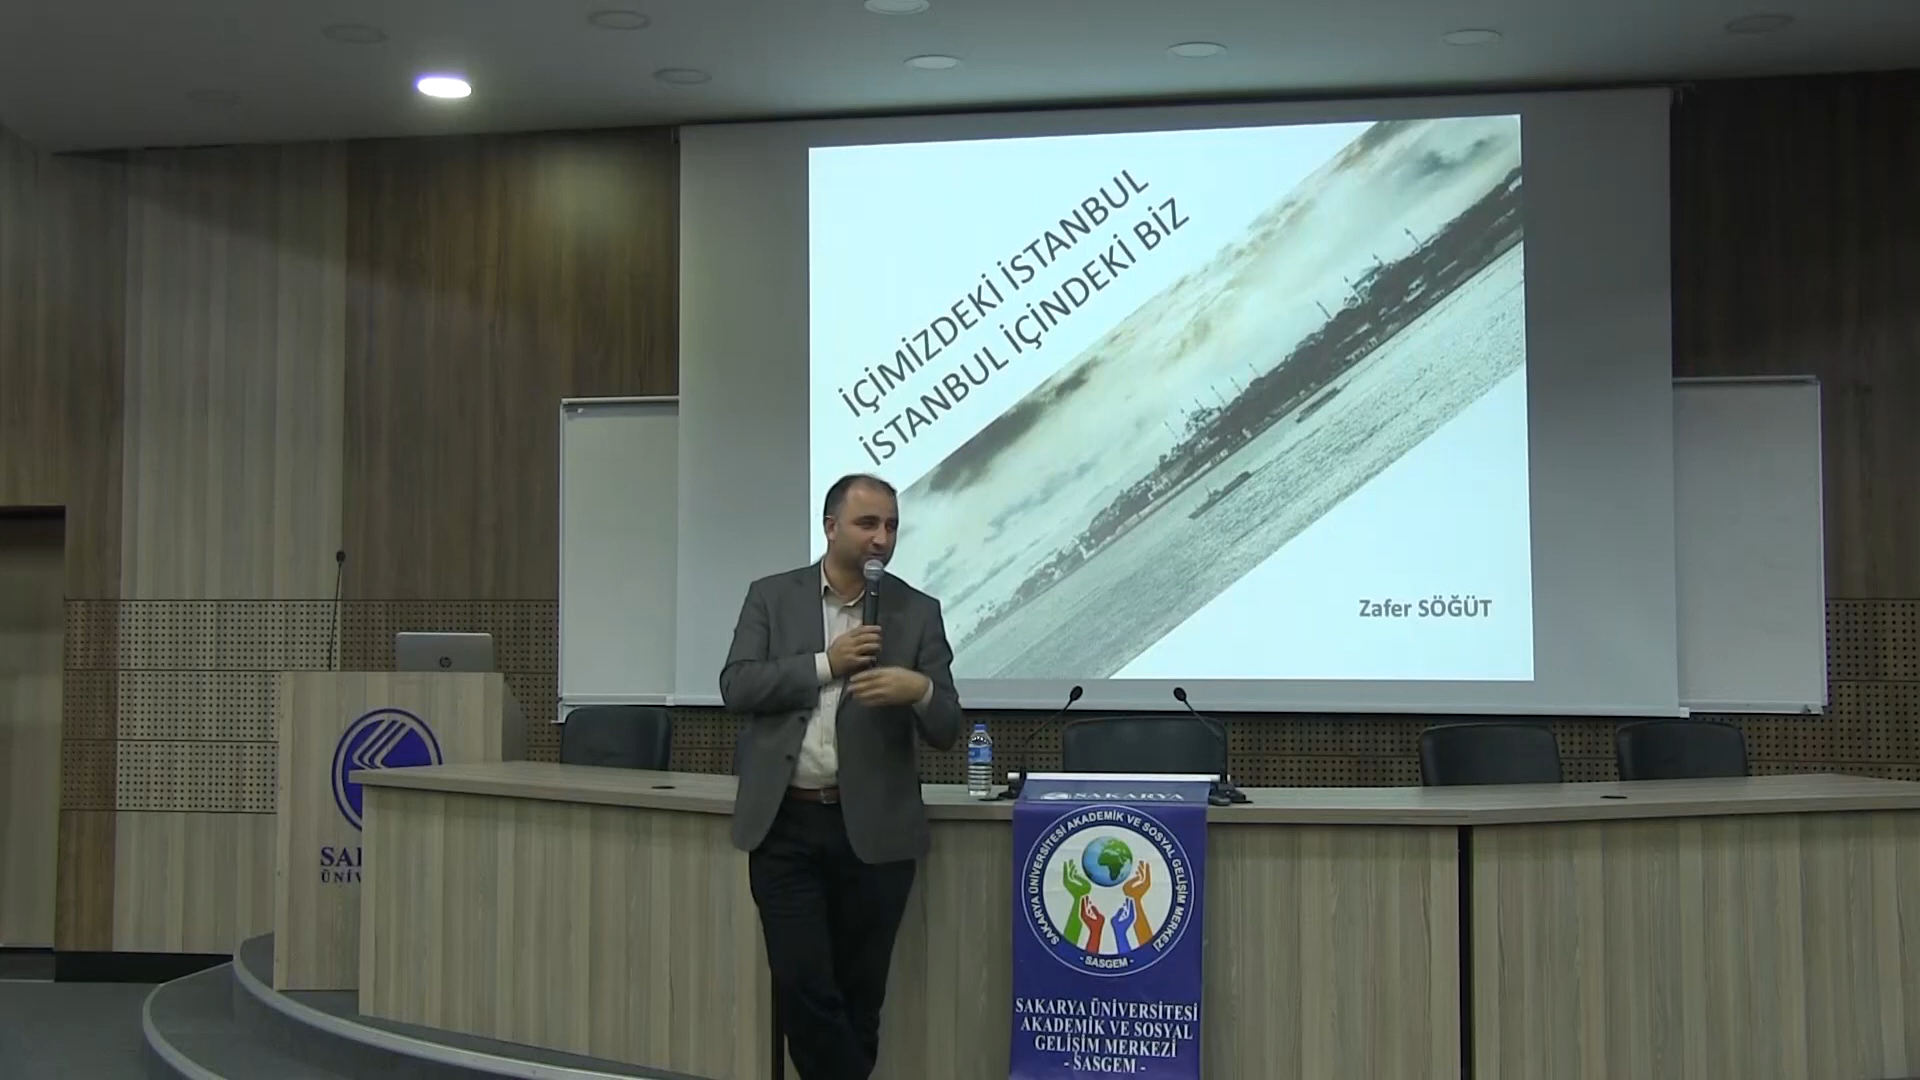 İÇİMİZDEKİ İSTANBUL
İSTANBUL İÇİNDEKİ BİZ
Zafer SÖĞÜT
hp
SAKARYA
SAKARYA ÜNİVERSİTESİ AKADEMİK VE SOSYAL GELİŞİM MERKEZİ
- SASGEM -
SAKARYA ÜNİVERSİTESİ
AKADEMİK VE SOSYAL
GELİŞİM MERKEZİ
- SASGEM -